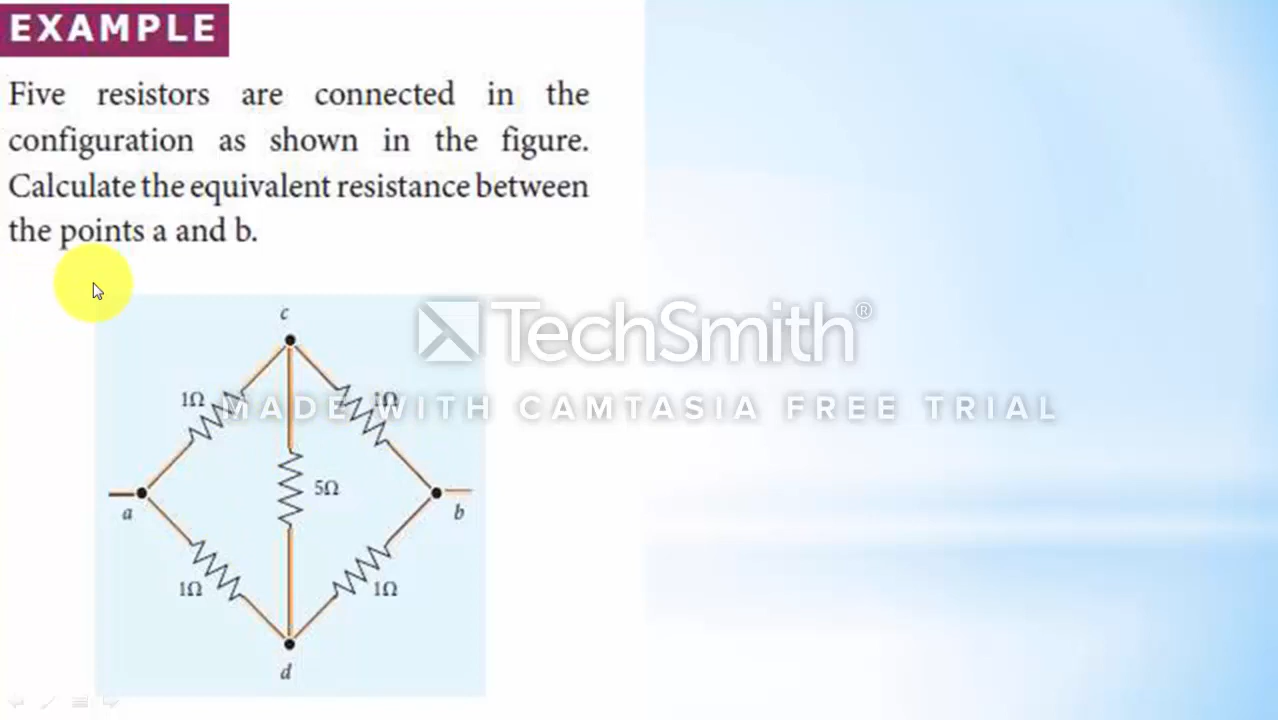 EXAMPLE
Five resistors are connected in the
configuration as shown in the figure.
Calculate the equivalent resistance between
the points a and b.
c
1Ω
1Ω
5Ω
a
b
1Ω
1Ω
d
TechSmith®
MADE WITH CAMTASIA FREE TRIAL